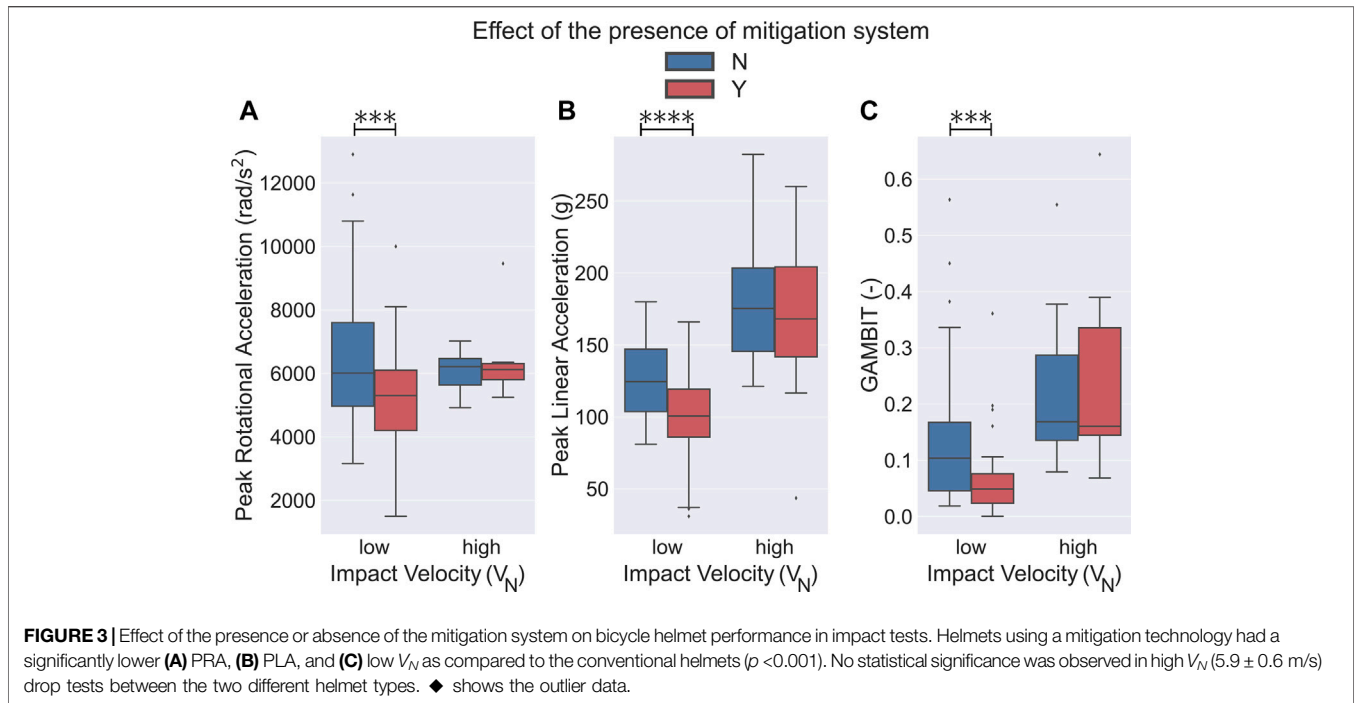 Effect of the presence of mitigation system
N
Y
A
***
Peak Rotational Acceleration (rad/s²)
12000
10000
8000
6000
4000
2000
low high
Impact Velocity (V_N)
B
****
Peak Linear Acceleration (g)
250
200
150
100
50
low high
Impact Velocity (V_N)
C
***
GAMBIT (-)
0.6
0.5
0.4
0.3
0.2
0.1
0.0
low high
Impact Velocity (V_N)
FIGURE 3 | Effect of the presence or absence of the mitigation system on bicycle helmet performance in impact tests. Helmets using a mitigation technology had a
significantly lower (A) PRA, (B) PLA, and (C) low V_N as compared to the conventional helmets (p <0.001). No statistical significance was observed in high V_N (5.9 ± 0.6 m/s)
drop tests between the two different helmet types. ◆ shows the outlier data.